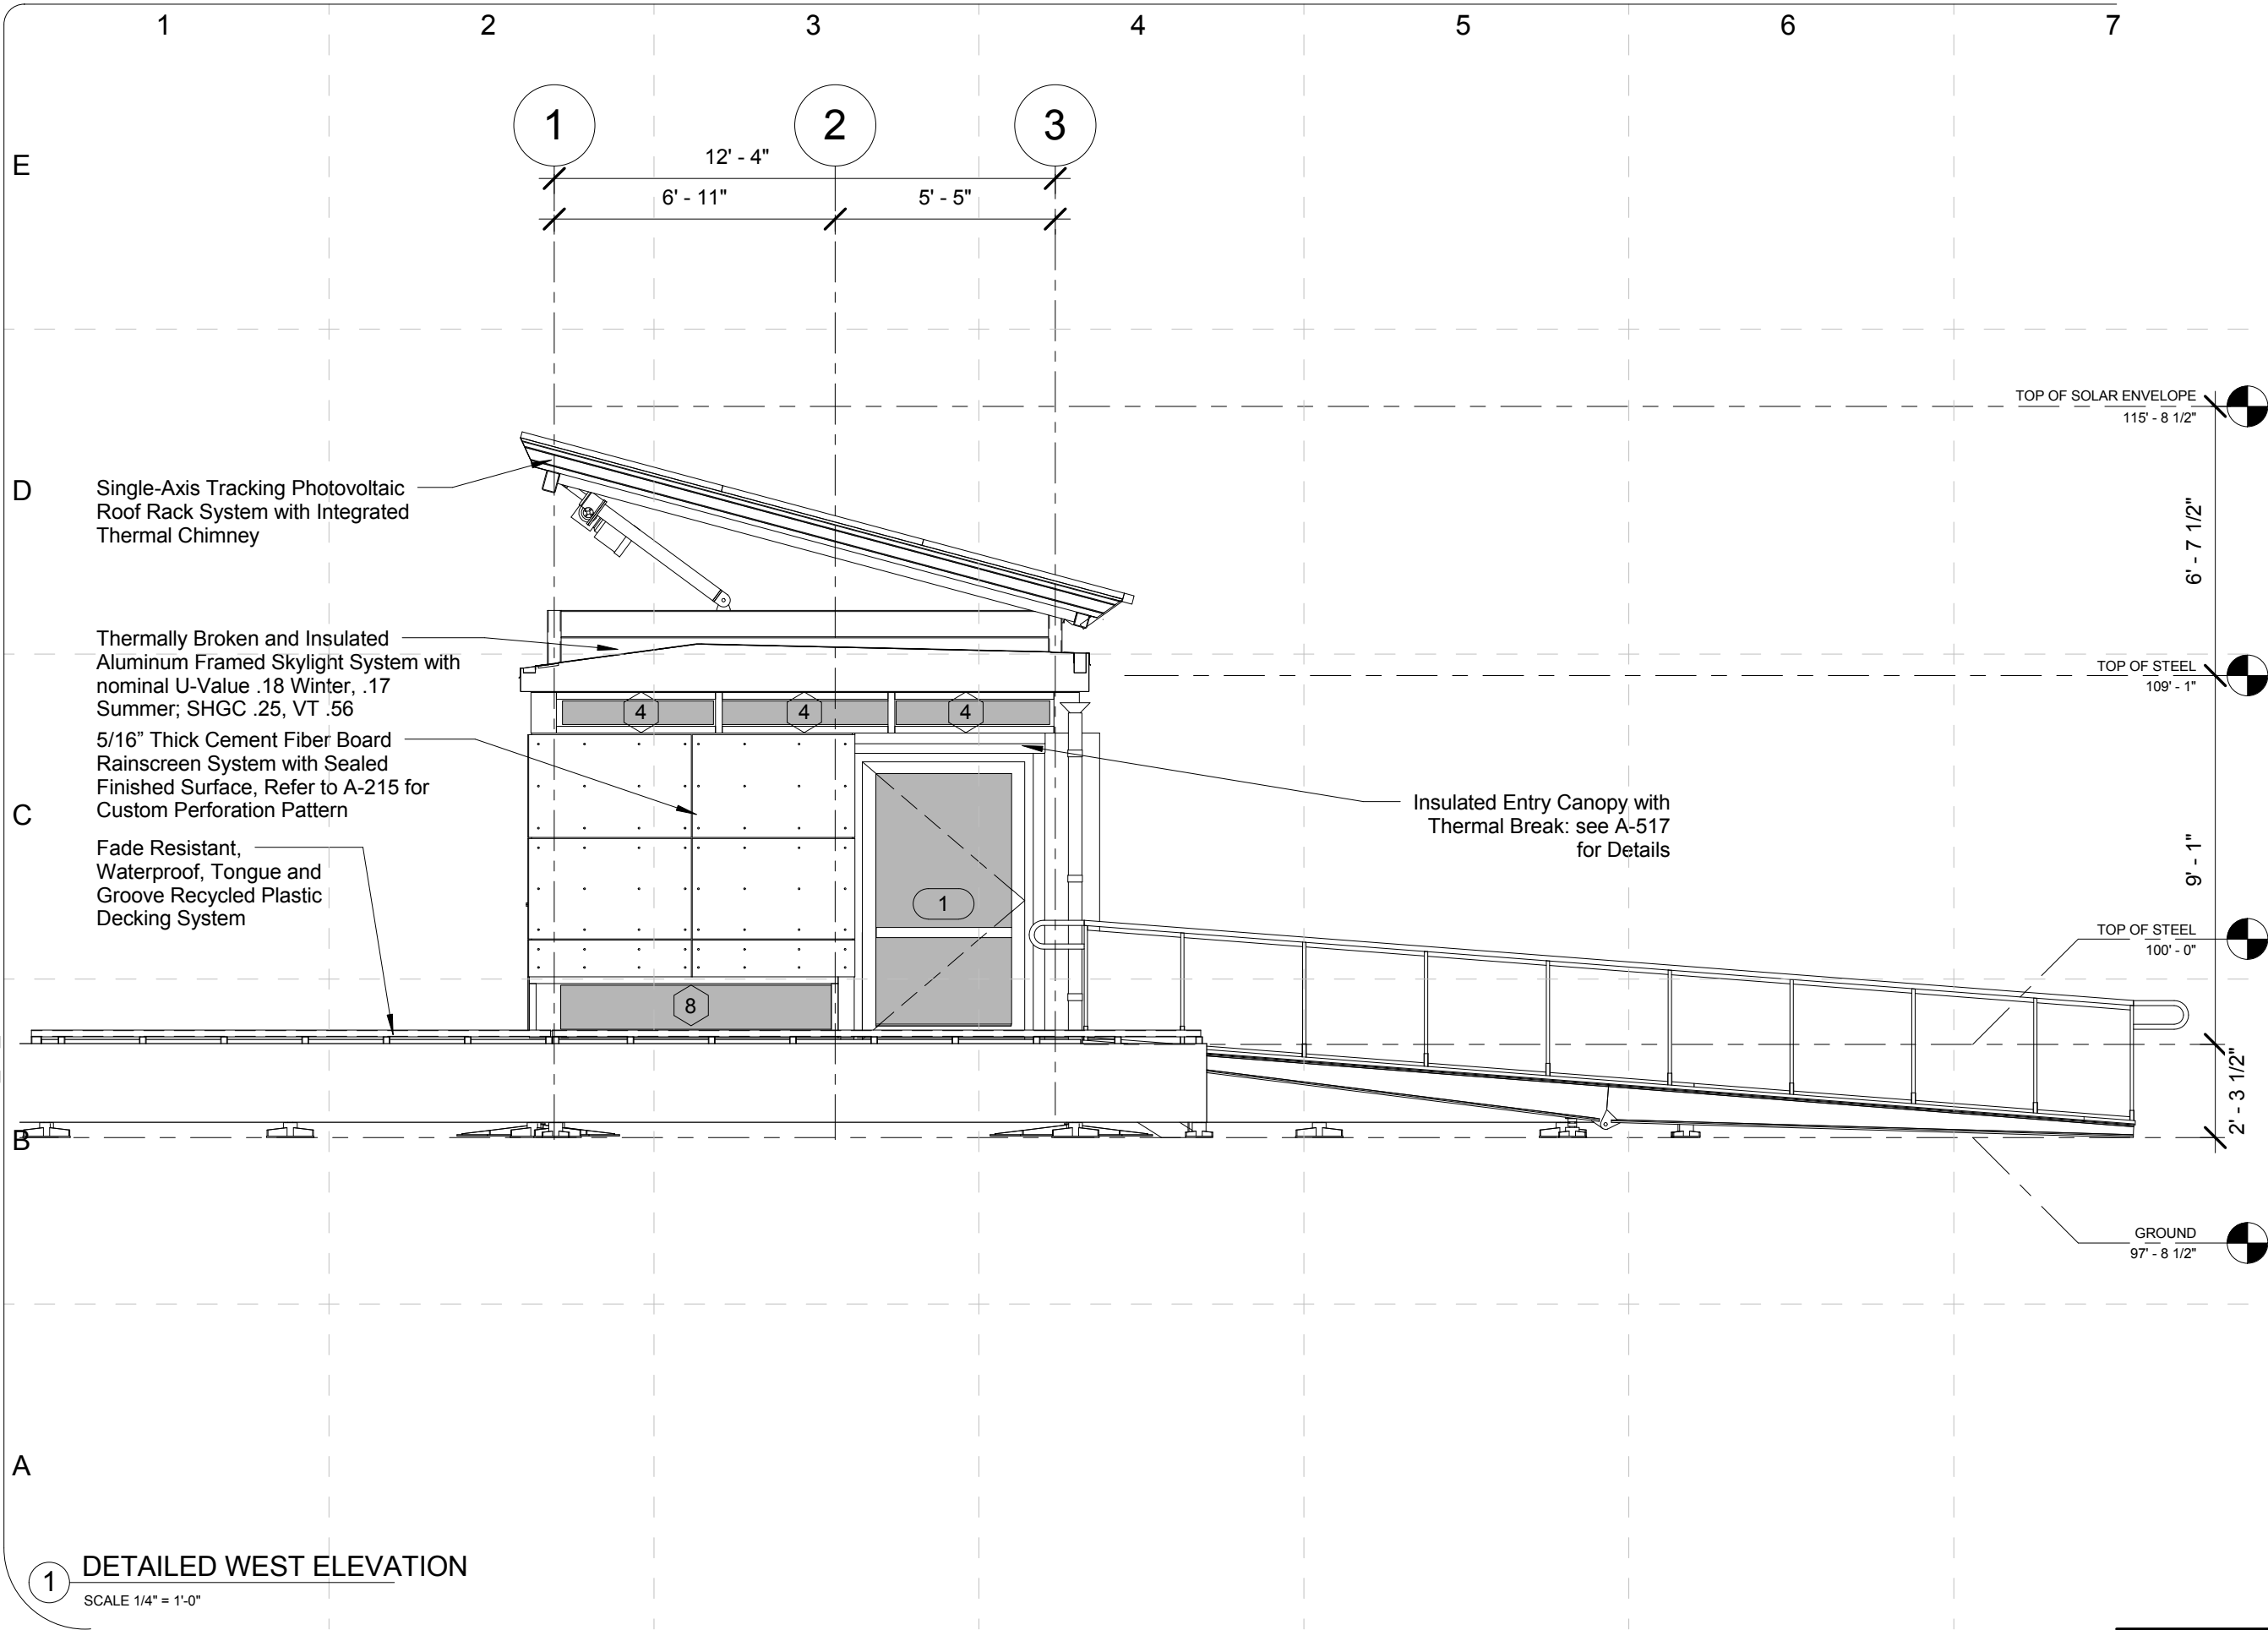 1 2 3 4 5 6 7
1 2 3
E
12' - 4"
6' - 11" 5' - 5"
TOP OF SOLAR ENVELOPE
115' - 8 1/2"
D
Single-Axis Tracking Photovoltaic
Roof Rack System with Integrated
Thermal Chimney
6' - 7 1/2"
Thermally Broken and Insulated
Aluminum Framed Skylight System with
nominal U-Value .18 Winter, .17
Summer; SHGC .25, VT .56
TOP OF STEEL
109' - 1"
4 4 4
5/16” Thick Cement Fiber Board
Rainscreen System with Sealed
Finished Surface, Refer to A-215 for
Custom Perforation Pattern
C
Insulated Entry Canopy with
Thermal Break: see A-517
for Details
9' - 1"
Fade Resistant,
Waterproof, Tongue and
Groove Recycled Plastic
Decking System
1
TOP OF STEEL
100' - 0"
8
2' - 3 1/2"
B
GROUND
97' - 8 1/2"
A
1 DETAILED WEST ELEVATION
SCALE 1/4" = 1'-0"